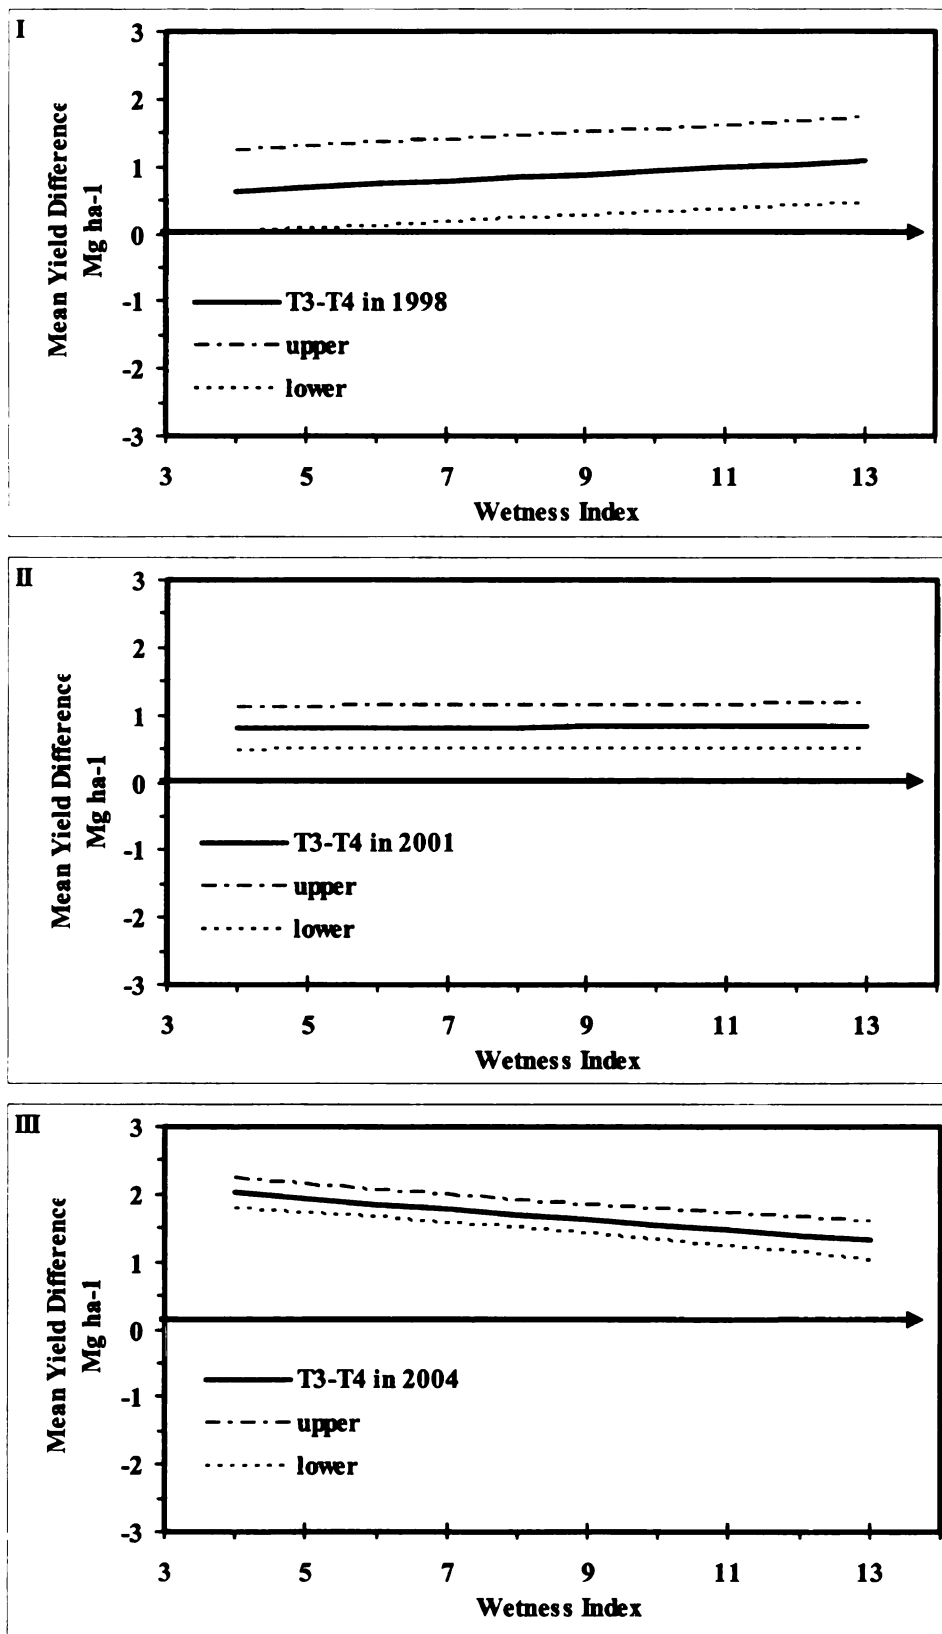 I
3
2
1
0
-1
-2
-3
Mean Yield Difference
Mg ha-1
T3-T4 in 1998
upper
lower
3 5 7 9 11 13
Wetness Index
II
3
2
1
0
-1
-2
-3
Mean Yield Difference
Mg ha-1
T3-T4 in 2001
upper
lower
3 5 7 9 11 13
Wetness Index
III
3
2
1
0
-1
-2
-3
Mean Yield Difference
Mg ha-1
T3-T4 in 2004
upper
lower
3 5 7 9 11 13
Wetness Index